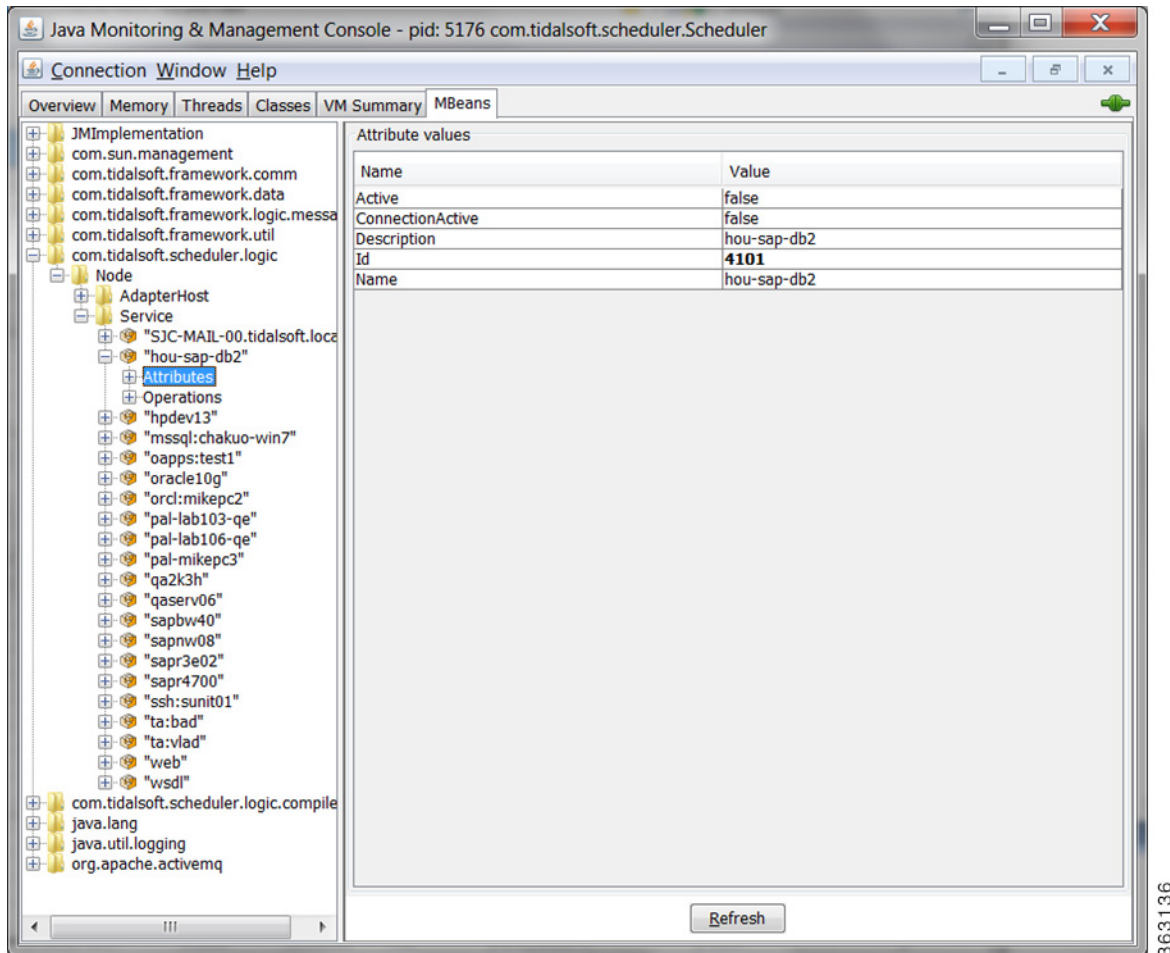 Java Monitoring & Management Console - pid: 5176 com.tidalsoft.scheduler.Scheduler
Connection Window Help
Overview Memory Threads Classes VM Summary MBeans
JMImplementation
com.sun.management
com.tidalsoft.framework.comm
com.tidalsoft.framework.data
com.tidalsoft.framework.logic.messa
com.tidalsoft.framework.util
com.tidalsoft.scheduler.logic
Node
AdapterHost
Service
"SJC-MAIL-00.tidalsoft.loca
"hou-sap-db2"
Attributes
Operations
"hpdev13"
"mssql:chakuo-win7"
"oapps:test1"
"oracle10g"
"orcl:mikepc2"
"pal-lab103-qe"
"pal-lab106-qe"
"pal-mikepc3"
"qa2k3h"
"qaserv06"
"sapbw40"
"sapnw08"
"sapr3e02"
"sapr4700"
"ssh:sunit01"
"ta:bad"
"ta:vlad"
"web"
"wsdl"
com.tidalsoft.scheduler.logic.compile
java.lang
java.util.logging
org.apache.activemq
Attribute values
Name Value
Active false
ConnectionActive false
Description hou-sap-db2
Id 4101
Name hou-sap-db2
Refresh
363136